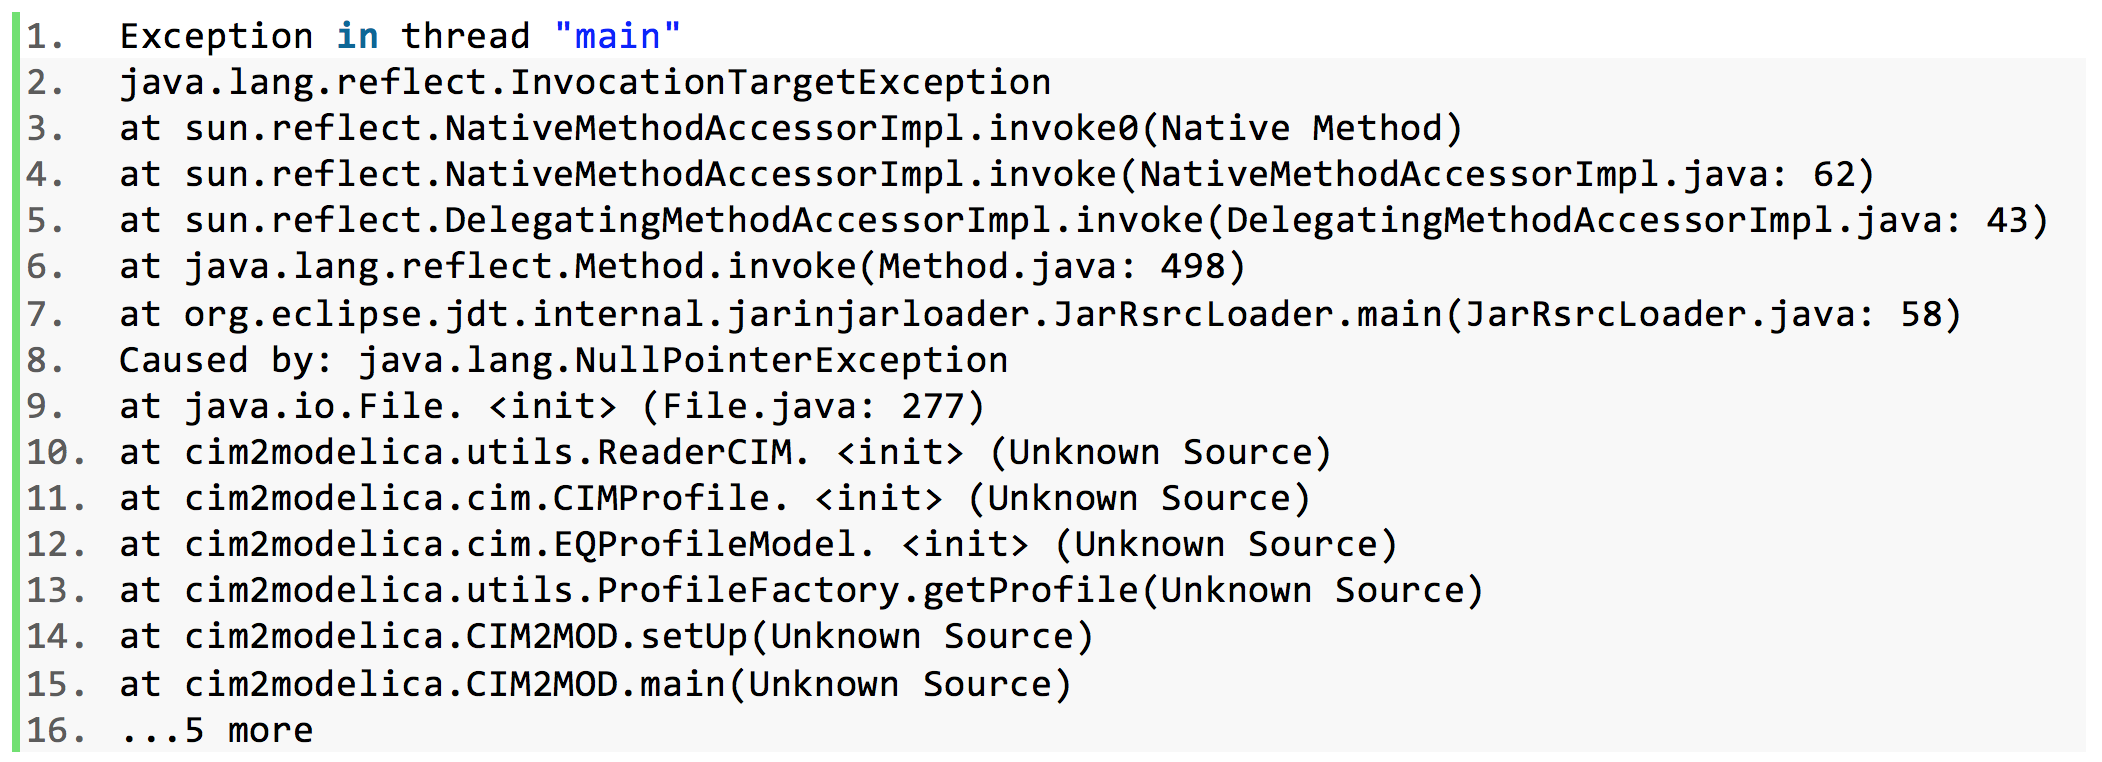 1. Exception in thread "main"
2. java.lang.reflect.InvocationTargetException
3. at sun.reflect.NativeMethodAccessorImpl.invoke0(Native Method)
4. at sun.reflect.NativeMethodAccessorImpl.invoke(NativeMethodAccessorImpl.java: 62)
5. at sun.reflect.DelegatingMethodAccessorImpl.invoke(DelegatingMethodAccessorImpl.java: 43)
6. at java.lang.reflect.Method.invoke(Method.java: 498)
7. at org.eclipse.jdt.internal.jarinjarloader.JarRsrcLoader.main(JarRsrcLoader.java: 58)
8. Caused by: java.lang.NullPointerException
9. at java.io.File. <init> (File.java: 277)
10. at cim2modelica.utils.ReaderCIM. <init> (Unknown Source)
11. at cim2modelica.cim.CIMProfile. <init> (Unknown Source)
12. at cim2modelica.cim.EQProfileModel. <init> (Unknown Source)
13. at cim2modelica.utils.ProfileFactory.getProfile(Unknown Source)
14. at cim2modelica.CIM2MOD.setUp(Unknown Source)
15. at cim2modelica.CIM2MOD.main(Unknown Source)
16. ...5 more